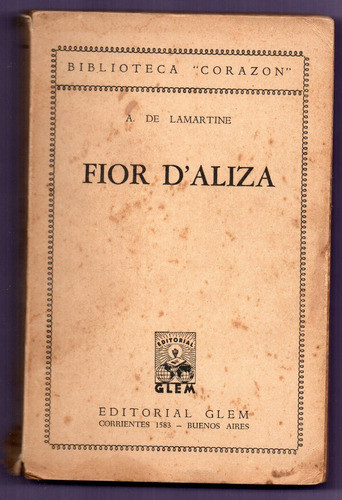 BIBLIOTECA "CORAZON"
A. DE LAMARTINE
FIOR D'ALIZA
EDITORIAL
GLEM
EDITORIAL GLEM
CORRIENTES 1583 – BUENOS AIRES